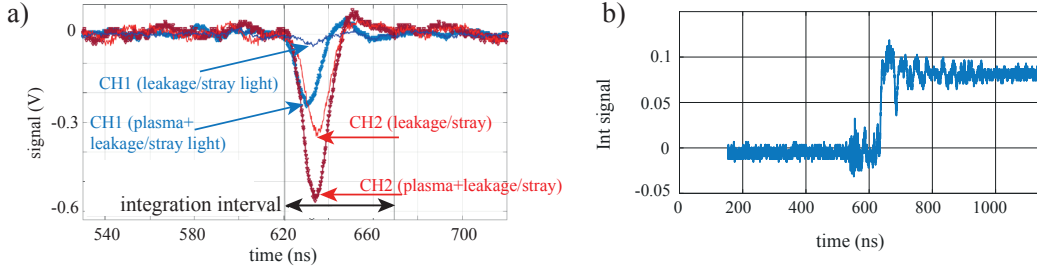 a)
0
-0.3
-0.6
signal (V)
CH1 (leakage/stray light)
CH1 (plasma+
leakage/stray light)
CH2 (leakage/stray)
CH2 (plasma+leakage/stray)
integration interval
540
580
620
660
700
time (ns)
b)
0.1
0.05
0
-0.05
Int signal
0
200
400
600
800
1000
time (ns)